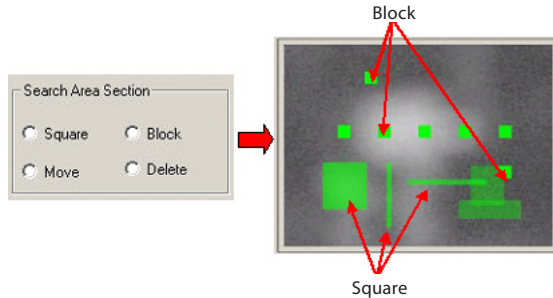 Block
Search Area Section
Square
Block
Move
Delete
Square